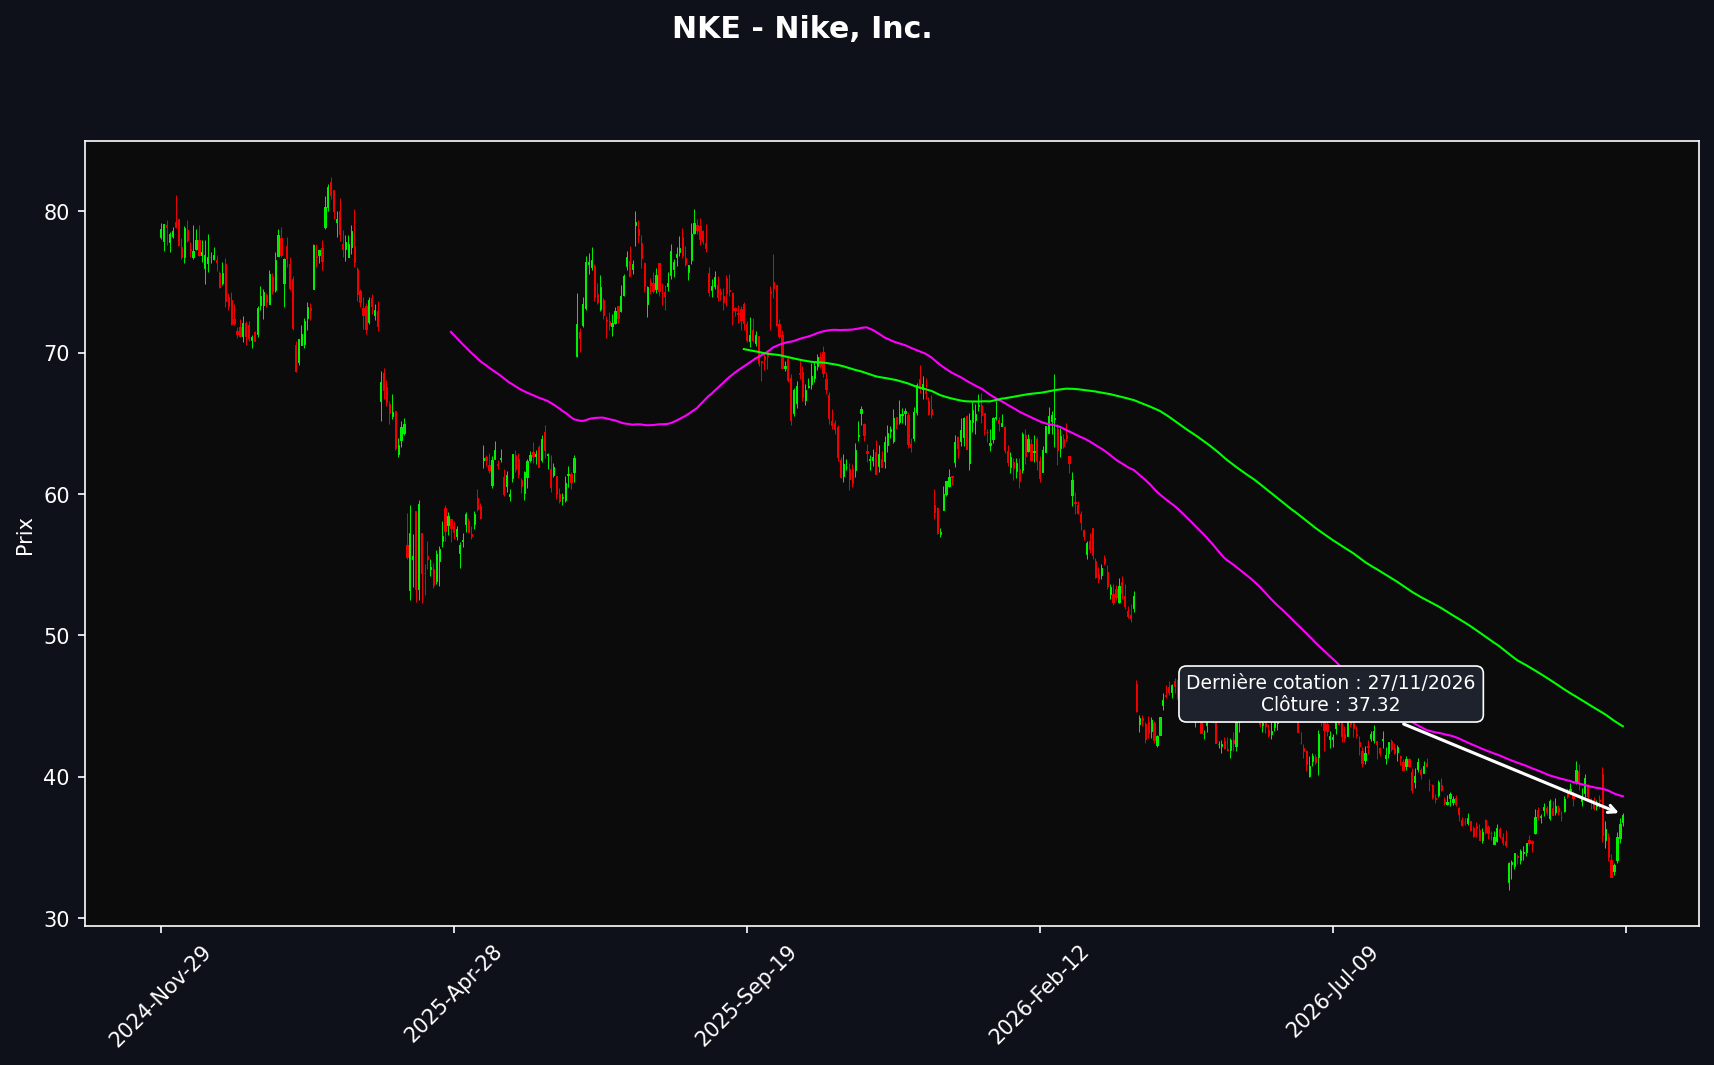 NKE - Nike, Inc.
Prix
80
70
60
50
40
30
Dernière cotation : 27/11/2026
Clôture : 37.32
2024-Nov-29
2025-Apr-28
2025-Sep-19
2026-Feb-12
2026-Jul-09